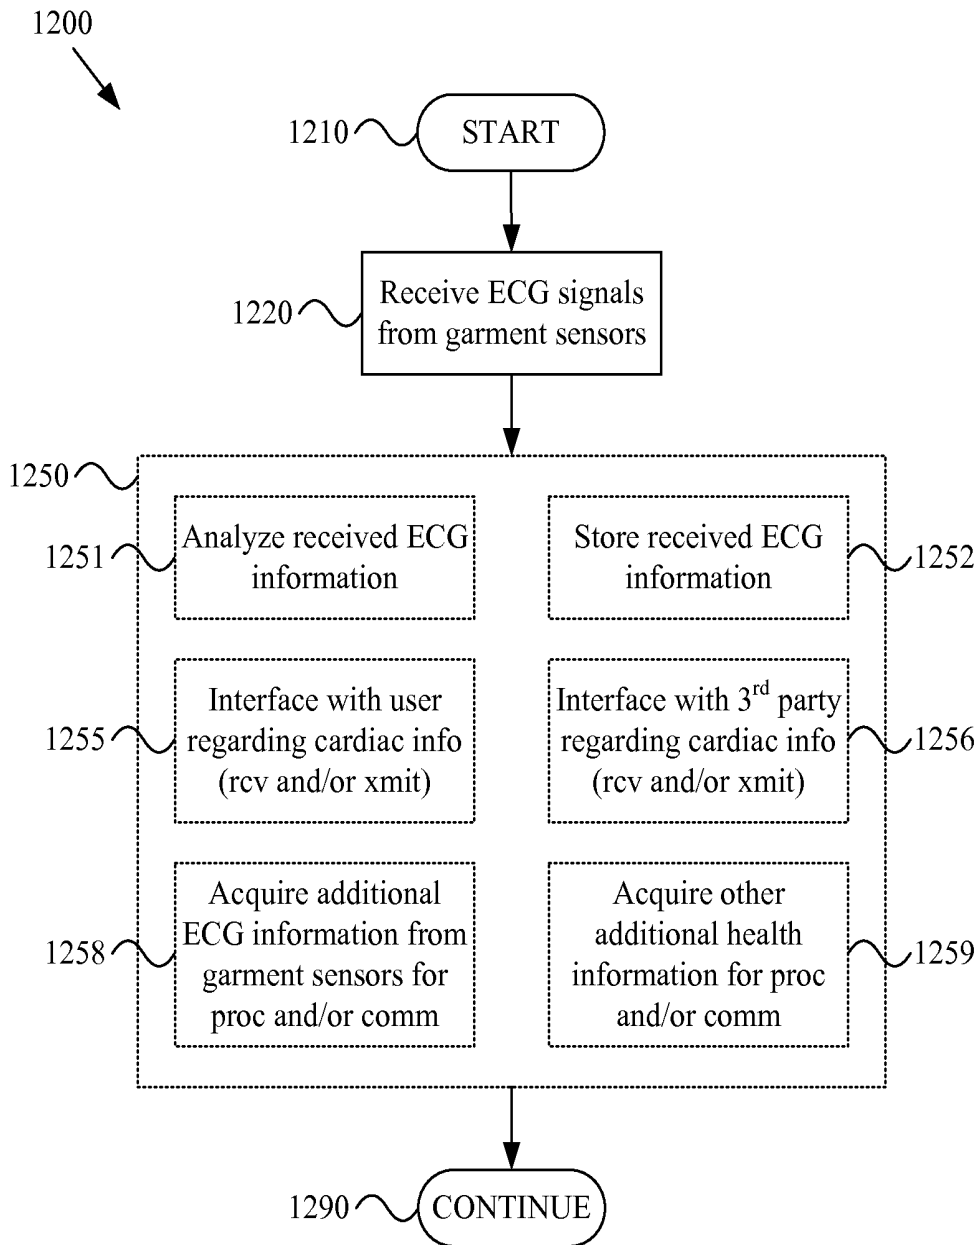 1200
1210
START
1220
Receive ECG signals
from garment sensors
1250
1251
Analyze received ECG
information
Store received ECG
information
1252
1255
Interface with user
regarding cardiac info
(rcv and/or xmit)
Interface with 3rd party
regarding cardiac info
(rcv and/or xmit)
1256
1258
Acquire additional
ECG information from
garment sensors for
proc and/or comm
Acquire other
additional health
information for proc
and/or comm
1259
1290
CONTINUE